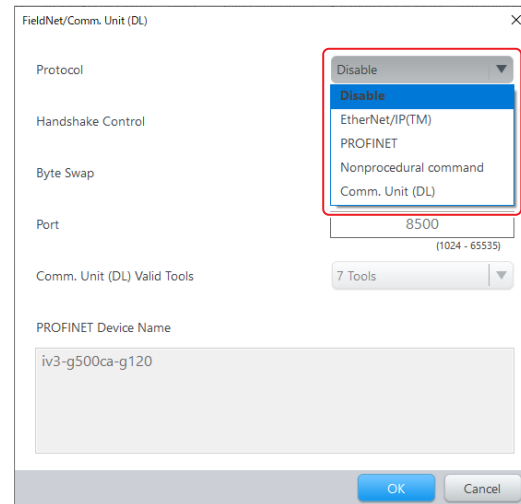 FieldNet/Comm. Unit (DL)
Protocol
Disable
Disable
EtherNet/IP(TM)
PROFINET
Nonprocedural command
Comm. Unit (DL)
Handshake Control
Byte Swap
Port
8500
(1024 - 65535)
Comm. Unit (DL) Valid Tools
7 Tools
PROFINET Device Name
iv3-g500ca-g120
OK
Cancel